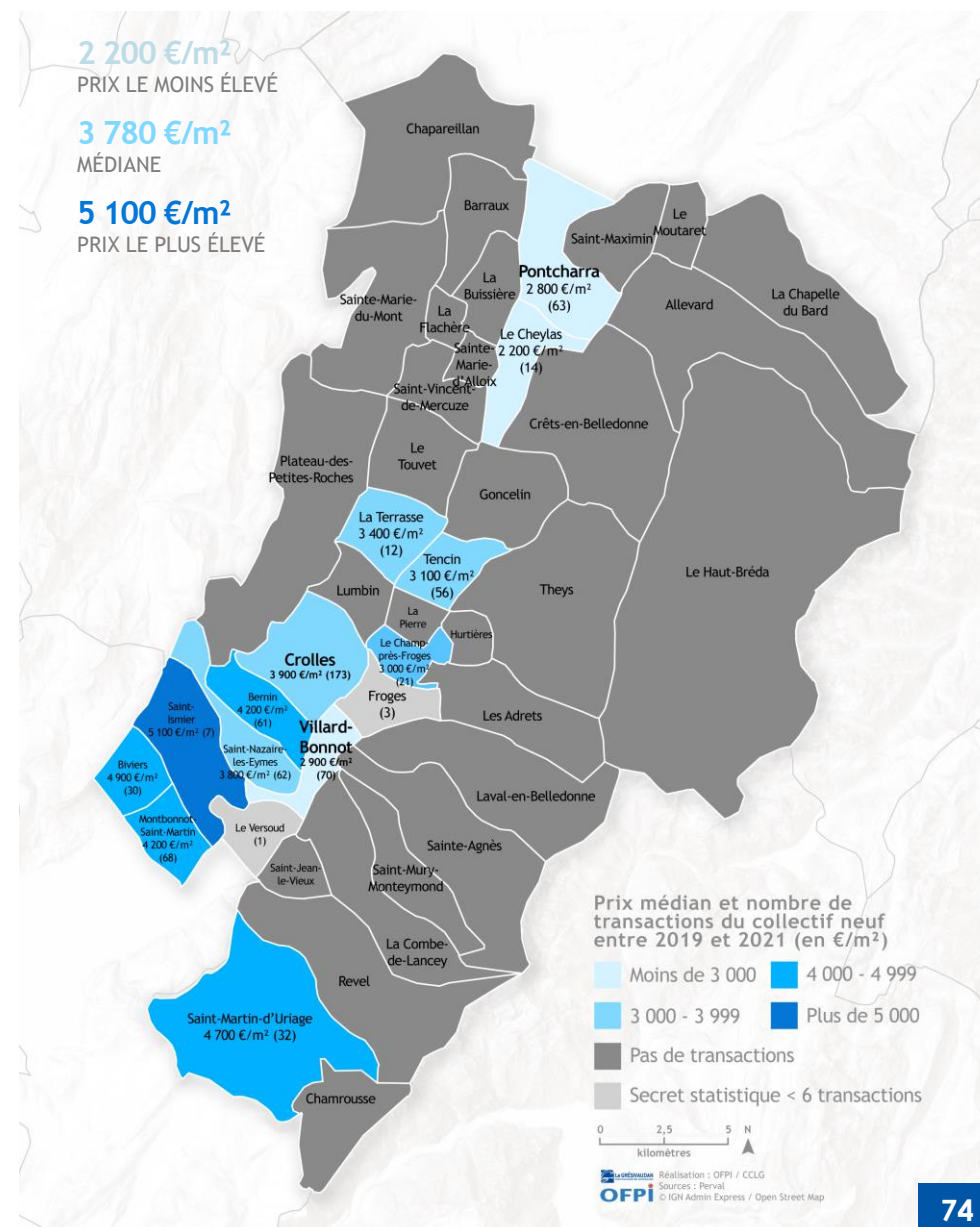 2 200 €/m²
PRIX LE MOINS ÉLEVÉ
3 780 €/m²
MÉDIANE
5 100 €/m²
PRIX LE PLUS ÉLEVÉ
Chapareillan
Barraux
Le
Moutaret
Saint-Maximin
Pontcharra
2 800 €/m²
(63)
La
Buissière
Sainte-Marie-
du-Mont
La
Flachère
Allevard
La Chapelle
du Bard
Le Cheylas
2 200 €/m²
(14)
Sainte-
Marie-
d'Alloix
Saint-Vincent-
de-Mercuze
Crêts-en-Belledonne
Le
Touvet
Plateau-des-
Petites-Roches
Goncelin
La Terrasse
3 400 €/m²
(12)
Tencin
3 100 €/m²
(56)
Le Haut-Bréda
Theys
Lumbin
La
Pierre
Hurtières
Le Champ-
près-Froges
3 000 €/m²
(21)
Crolles
3 900 €/m² (173)
Froges
(3)
Bernin
4 200 €/m²
(61)
Les Adrets
Saint-
Ismier
5 100 €/m² (7)
Villard-
Bonnot
2 900 €/m²
(70)
Saint-Nazaire-
les-Eymes
3 800 €/m² (62)
Biviers
4 900 €/m²
(30)
Laval-en-Belledonne
Montbonnot
Saint-Martin
4 200 €/m²
(68)
Le Versoud
(1)
Sainte-Agnès
Saint-Jean-
le-Vieux
Saint-Mury-
Monteymond
La Combe-
de-Lancey
Revel
Saint-Martin-d'Uriage
4 700 €/m² (32)
Chamrousse
Prix médian et nombre de
transactions du collectif neuf
entre 2019 et 2021 (en €/m²)
Moins de 3 000
4 000 - 4 999
3 000 - 3 999
Plus de 5 000
Pas de transactions
Secret statistique < 6 transactions
0 2,5 5 N
kilomètres
LE GRÉSIVAUDAN
OFPI
Réalisation : OFPI / CCLG
Sources : Perval
© IGN Admin Express / Open Street Map
74